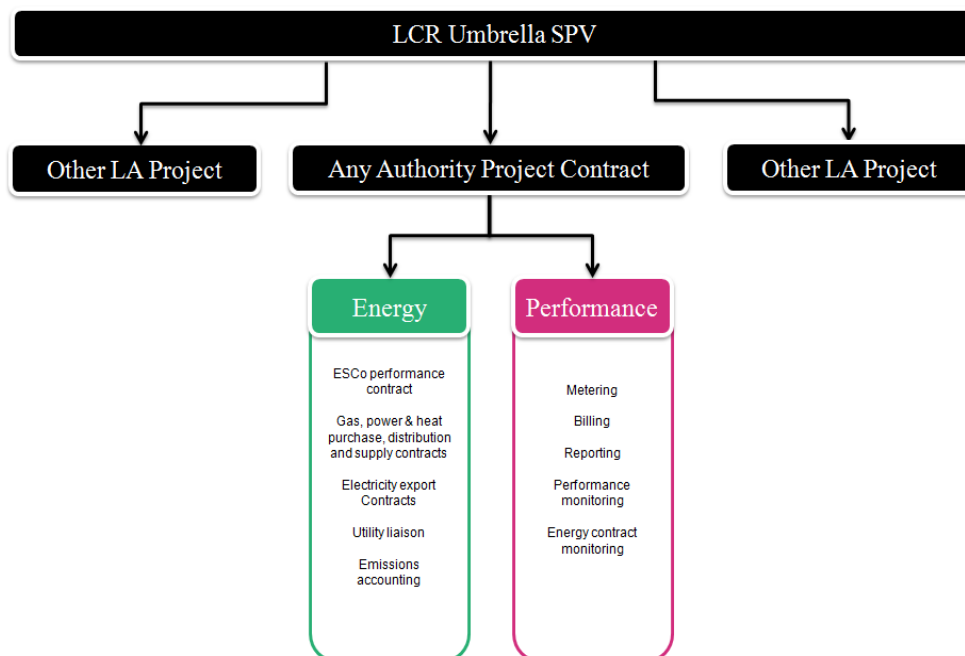 LCR Umbrella SPV
Other LA Project
Any Authority Project Contract
Other LA Project
Energy
ESCo performance
contract
Gas, power & heat
purchase, distribution
and supply contracts
Electricity export
Contracts
Utility liaison
Emissions
accounting
Performance
Metering
Billing
Reporting
Performance
monitoring
Energy contract
monitoring